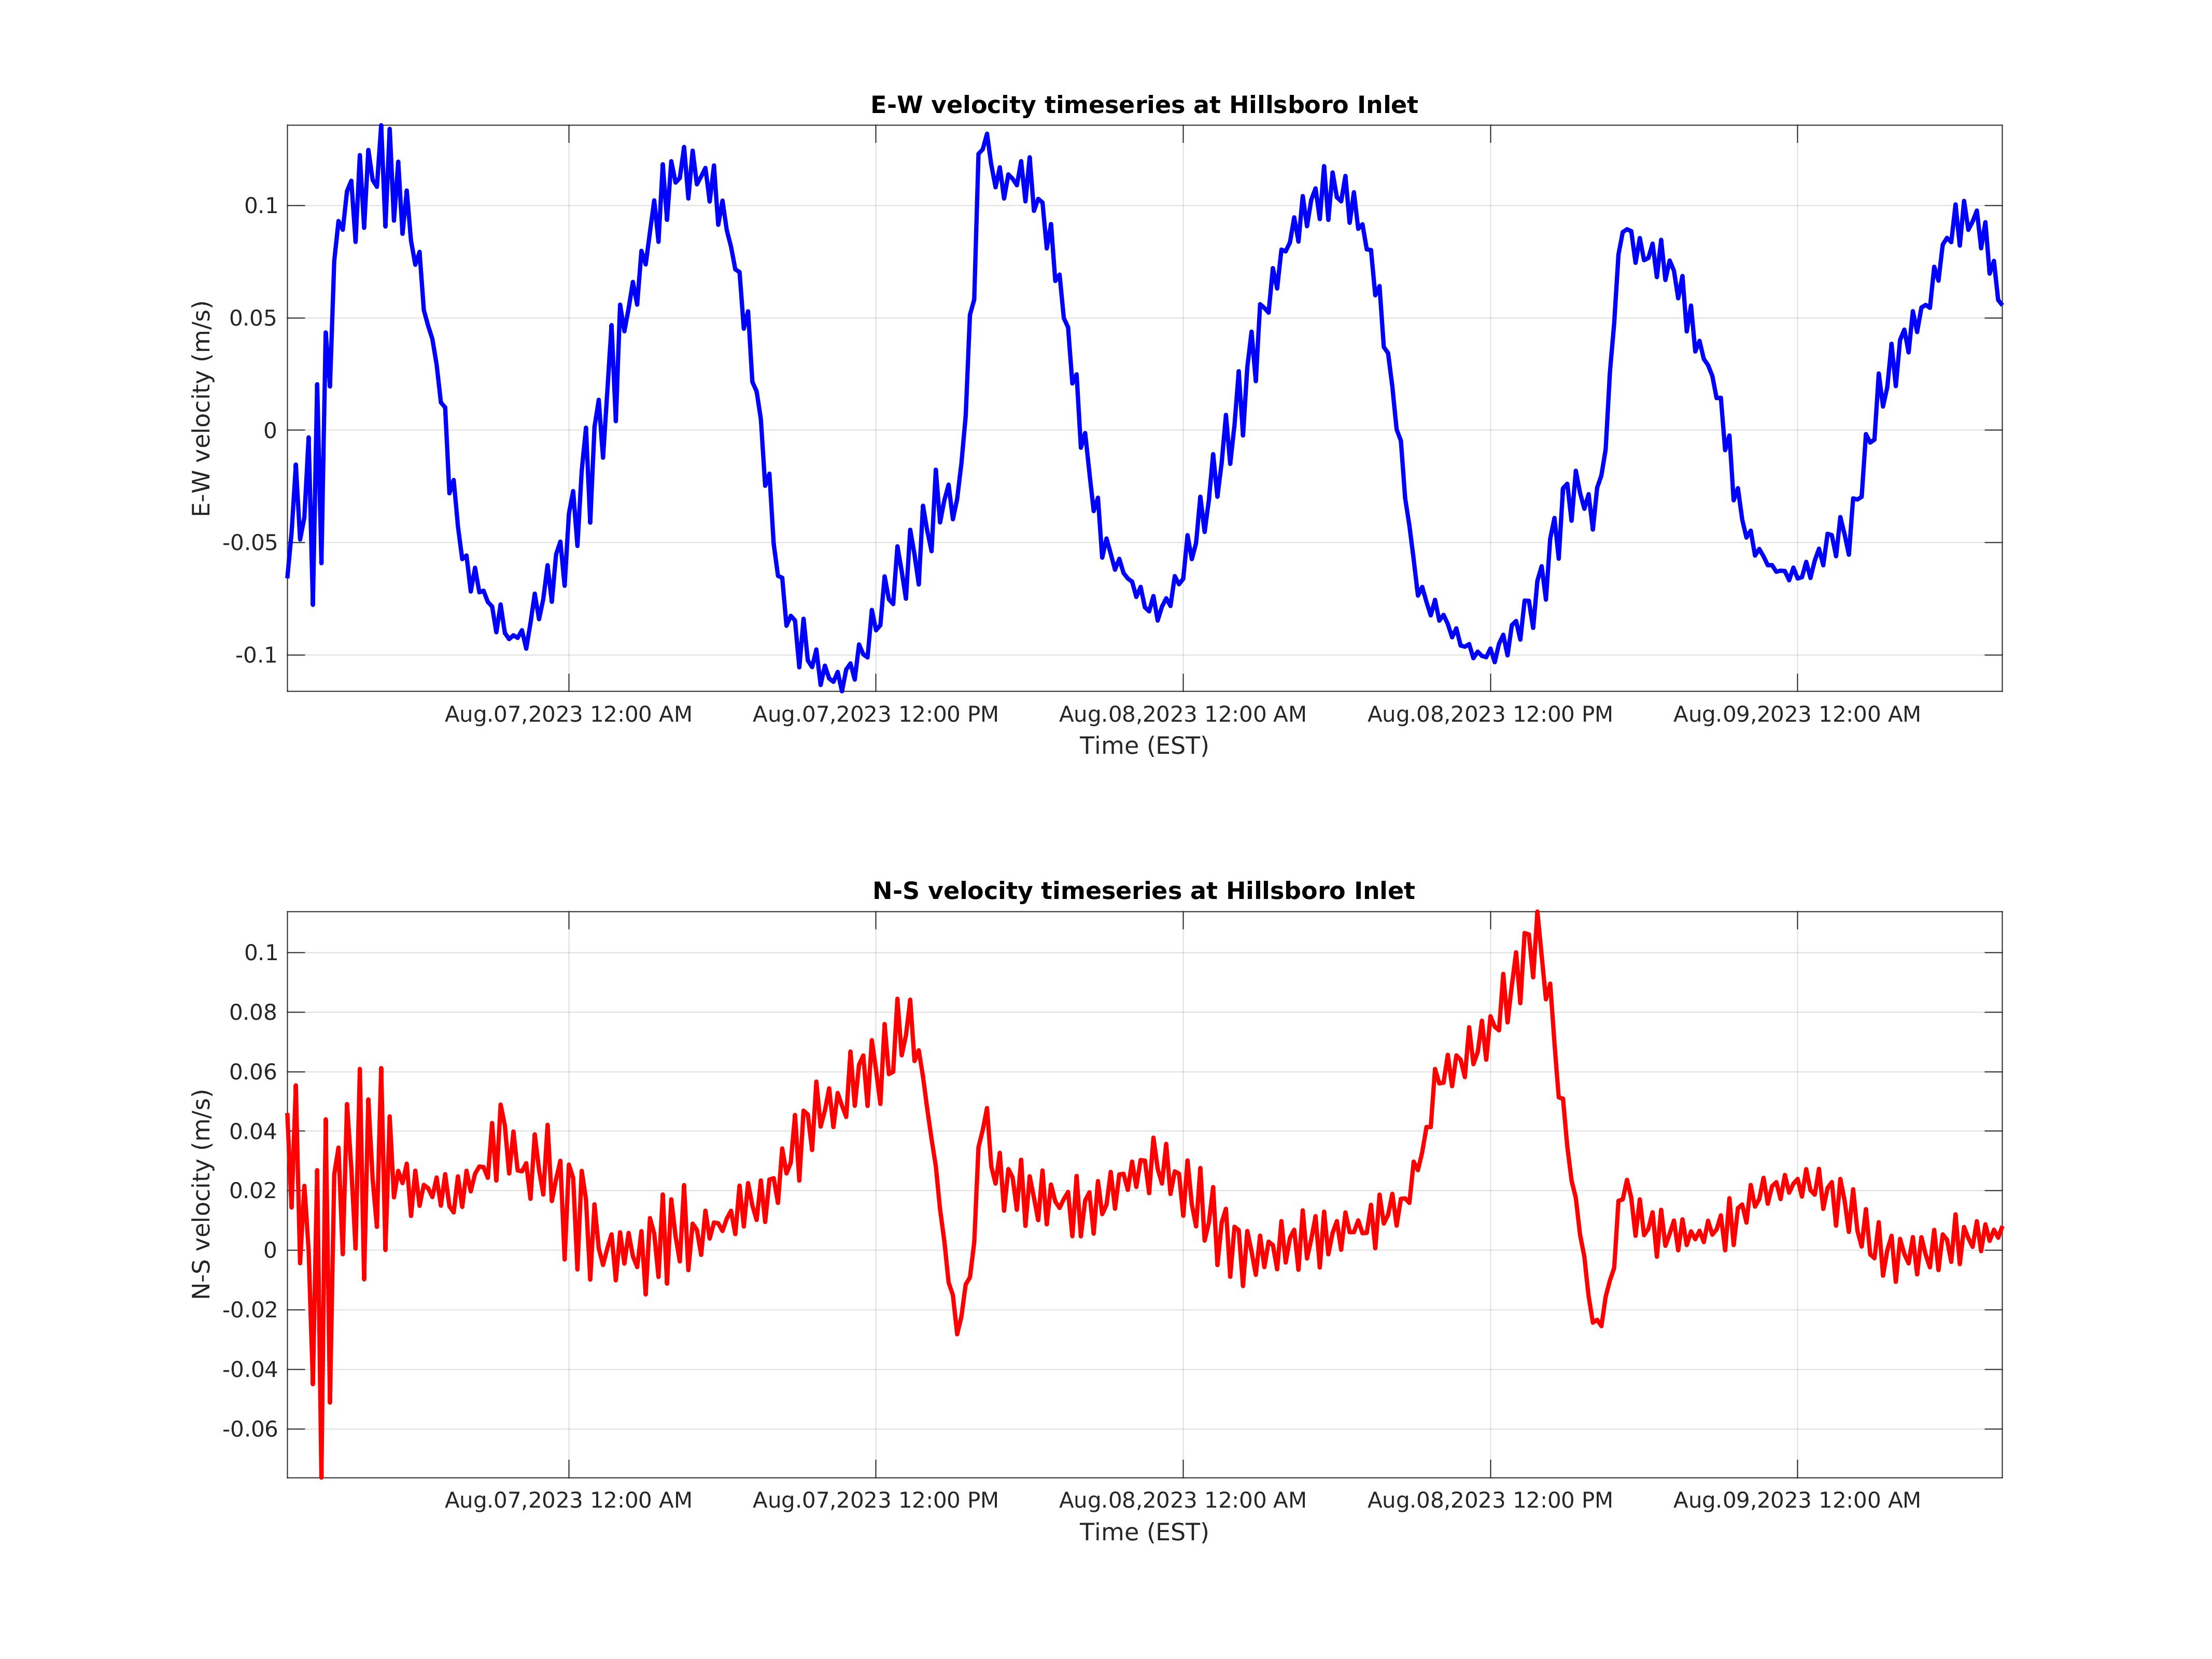 E-W velocity timeseries at Hillsboro Inlet
E-W velocity (m/s)
0.1
0.05
0
-0.05
-0.1
Aug.07,2023 12:00 AM
Aug.07,2023 12:00 PM
Aug.08,2023 12:00 AM
Aug.08,2023 12:00 PM
Aug.09,2023 12:00 AM
Time (EST)
N-S velocity timeseries at Hillsboro Inlet
N-S velocity (m/s)
0.1
0.08
0.06
0.04
0.02
0
-0.02
-0.04
-0.06
Aug.07,2023 12:00 AM
Aug.07,2023 12:00 PM
Aug.08,2023 12:00 AM
Aug.08,2023 12:00 PM
Aug.09,2023 12:00 AM
Time (EST)